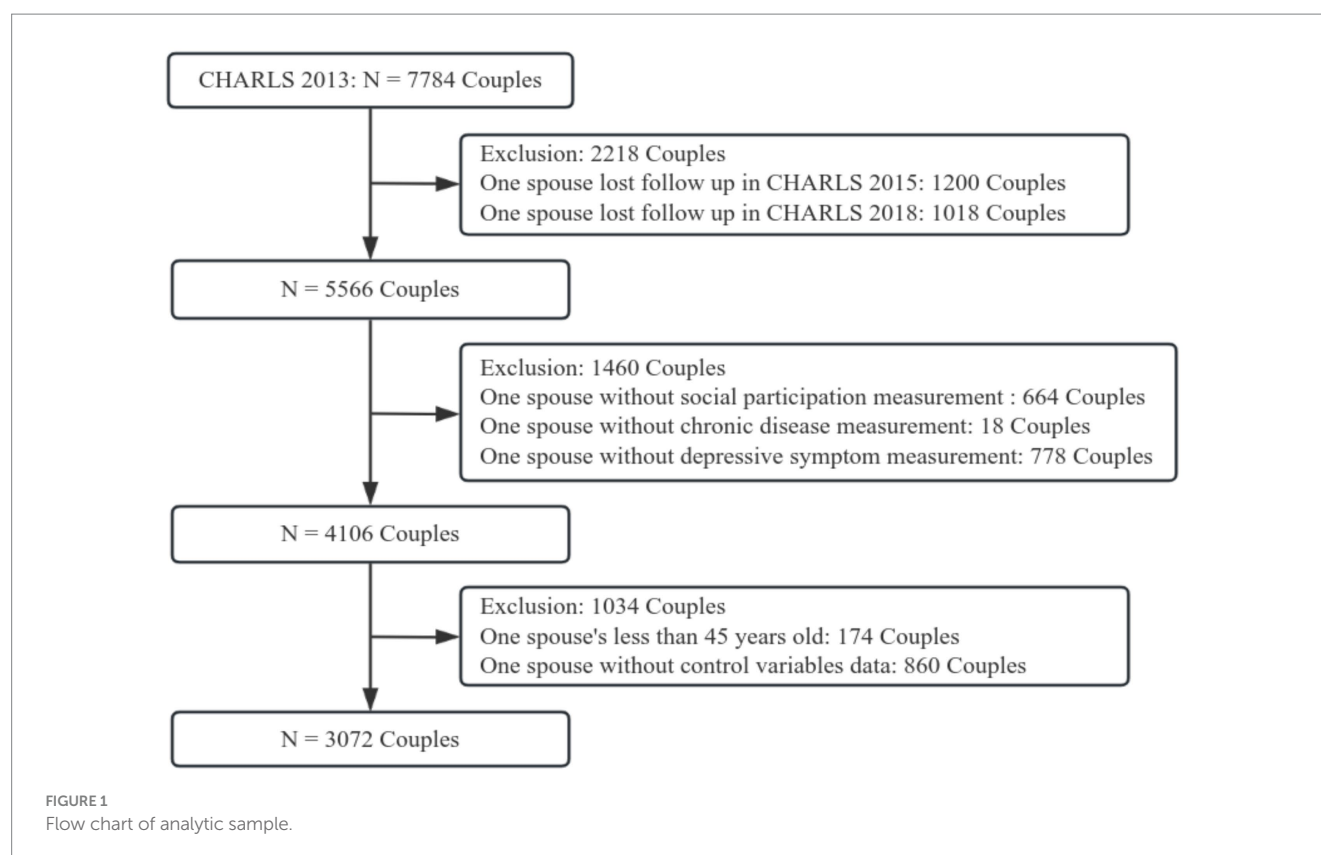 CHARLS 2013: N = 7784 Couples
Exclusion: 2218 Couples
One spouse lost follow up in CHARLS 2015: 1200 Couples
One spouse lost follow up in CHARLS 2018: 1018 Couples
N = 5566 Couples
Exclusion: 1460 Couples
One spouse without social participation measurement : 664 Couples
One spouse without chronic disease measurement: 18 Couples
One spouse without depressive symptom measurement: 778 Couples
N = 4106 Couples
Exclusion: 1034 Couples
One spouse's less than 45 years old: 174 Couples
One spouse without control variables data: 860 Couples
N = 3072 Couples
FIGURE 1
Flow chart of analytic sample.